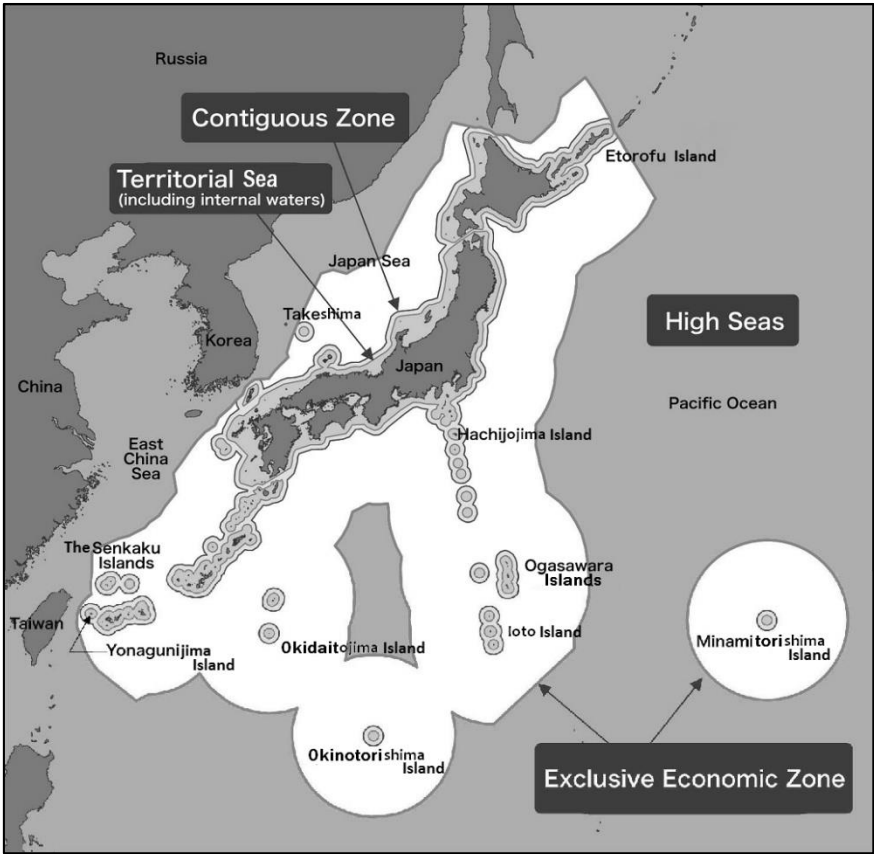 Russia
Contiguous Zone
Etorofu Island
Territorial Sea
(including internal waters)
Japan Sea
Takeshima
High Seas
Korea
Japan
China
Pacific Ocean
Hachijojima Island
East
China
Sea
The Senkaku
Islands
Ogasawara
Islands
Taiwan
Ioto Island
Minamitorishima
Island
Yonagunijima
Island
Okidaitojima Island
Okinotorishima
Island
Exclusive Economic Zone